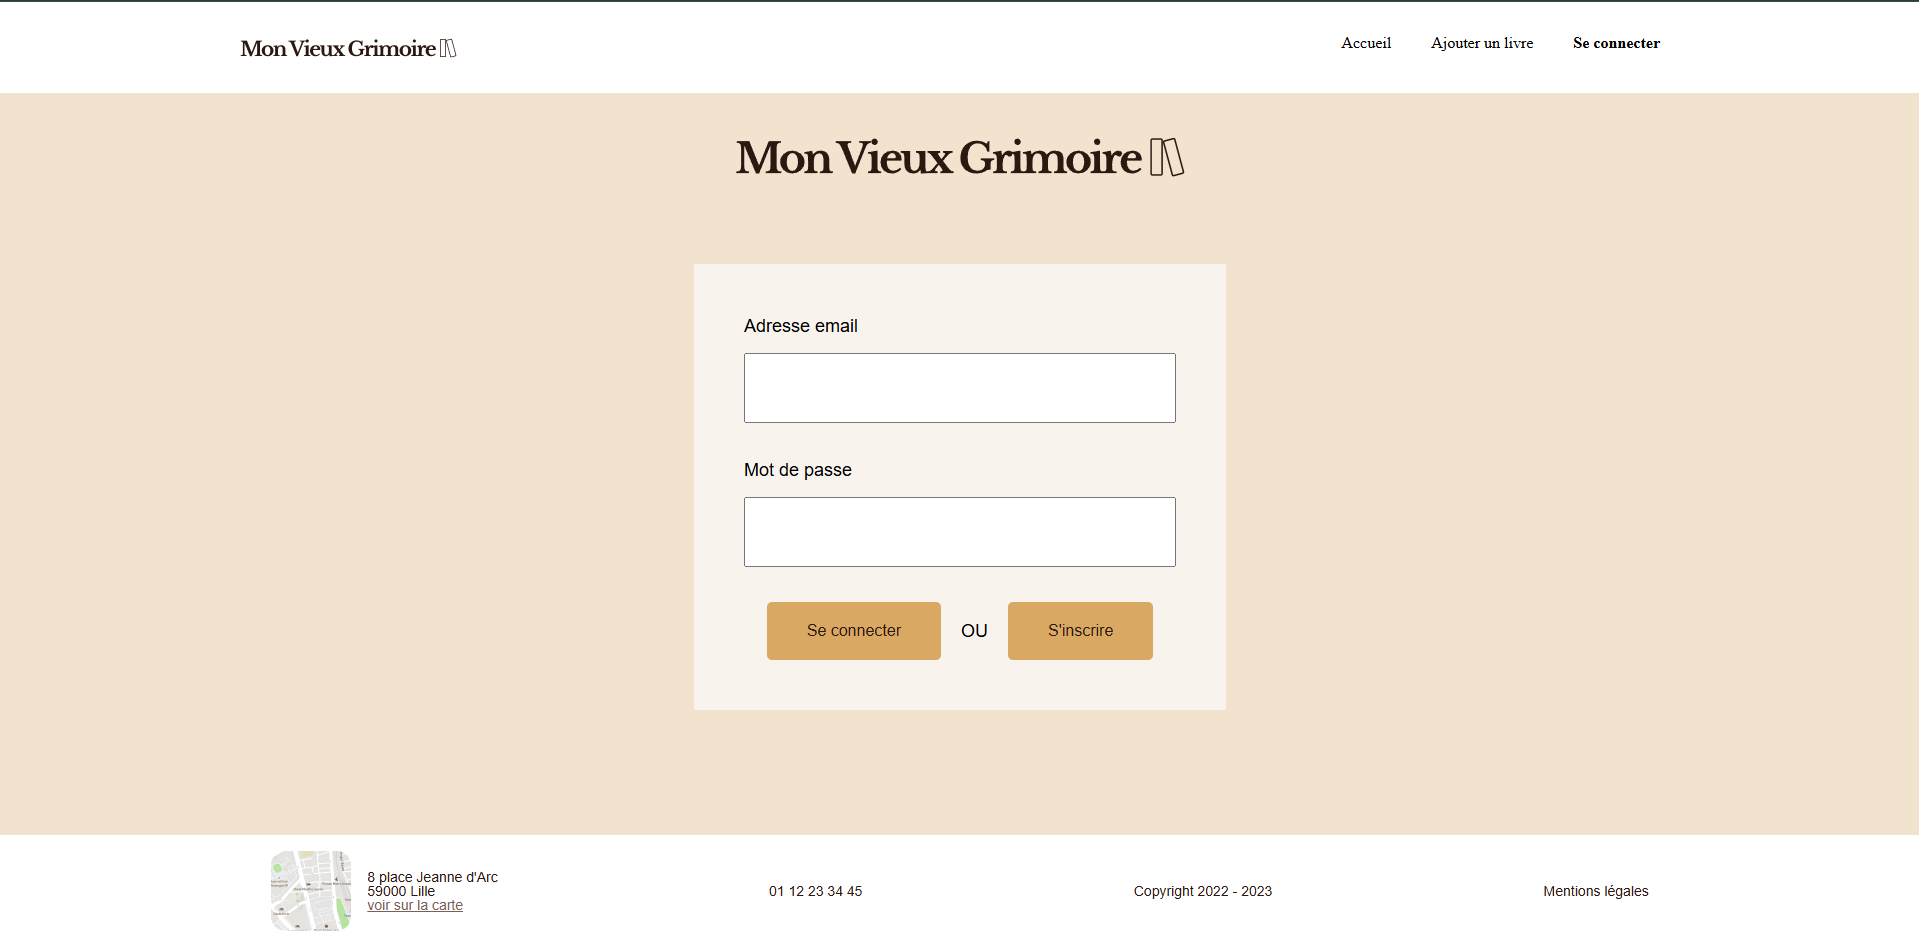 Mon Vieux Grimoire
Accueil
Ajouter un livre
Se connecter
Mon Vieux Grimoire
Adresse email
Mot de passe
Se connecter
OU
S'inscrire
8 place Jeanne d'Arc
59000 Lille
voir sur la carte
01 12 23 34 45
Copyright 2022 - 2023
Mentions légales